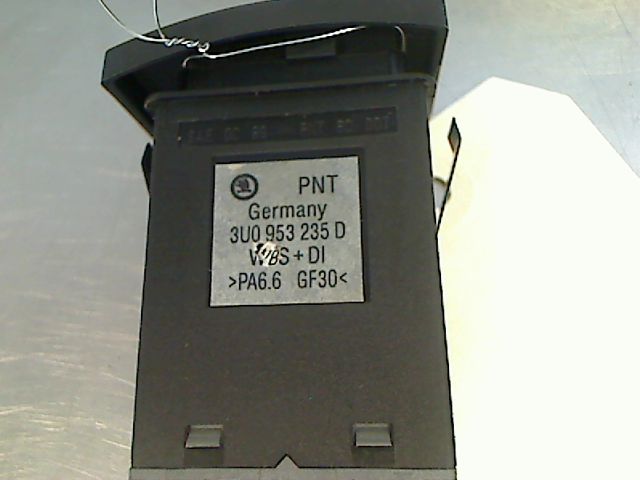 PNT
Germany
3U0 953 235 D
WBS + DI
>PA6.6 GF30<